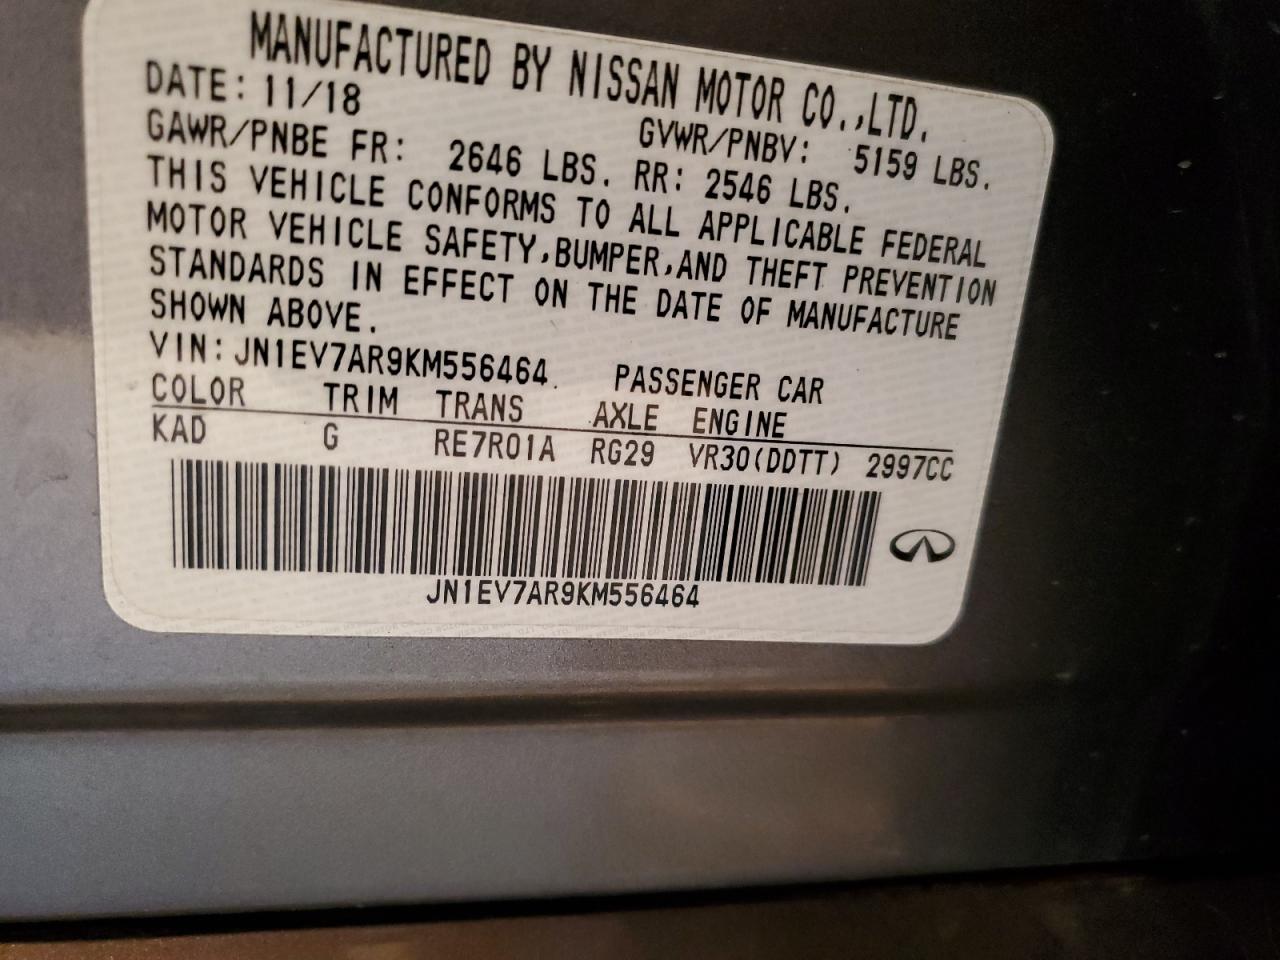 MANUFACTURED BY NISSAN MOTOR CO.,LTD.
DATE: 11/18 GVWR/PNBV: 5159 LBS.
GAWR/PNBE FR: 2646 LBS. RR: 2546 LBS.
THIS VEHICLE CONFORMS TO ALL APPLICABLE FEDERAL
MOTOR VEHICLE SAFETY,BUMPER,AND THEFT PREVENTION
STANDARDS IN EFFECT ON THE DATE OF MANUFACTURE
SHOWN ABOVE.
VIN:JN1EV7AR9KM556464 PASSENGER CAR
COLOR TRIM TRANS AXLE ENGINE
KAD G RE7R01A RG29 VR30(DDTT) 2997CC
JN1EV7AR9KM556464